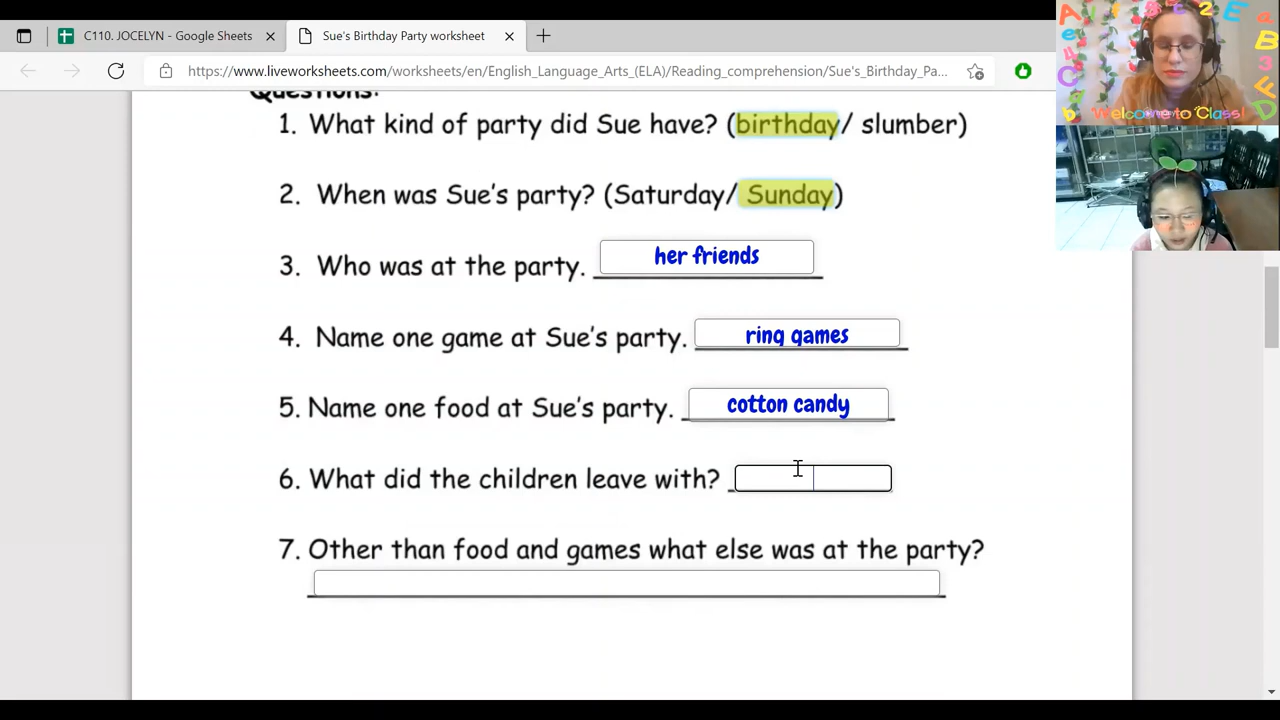 C110. JOCELYN - Google Sheets
Sue's Birthday Party worksheet
https://www.liveworksheets.com/worksheets/en/English_Language_Arts_(ELA)/Reading_comprehension/Sue's_Birthday_Pa...
Questions:
1. What kind of party did Sue have? (birthday/ slumber)
2. When was Sue's party? (Saturday/ Sunday)
3. Who was at the party. her friends
4. Name one game at Sue's party. ring games
5. Name one food at Sue's party. cotton candy
6. What did the children leave with?
7. Other than food and games what else was at the party?
Welcome to Class!